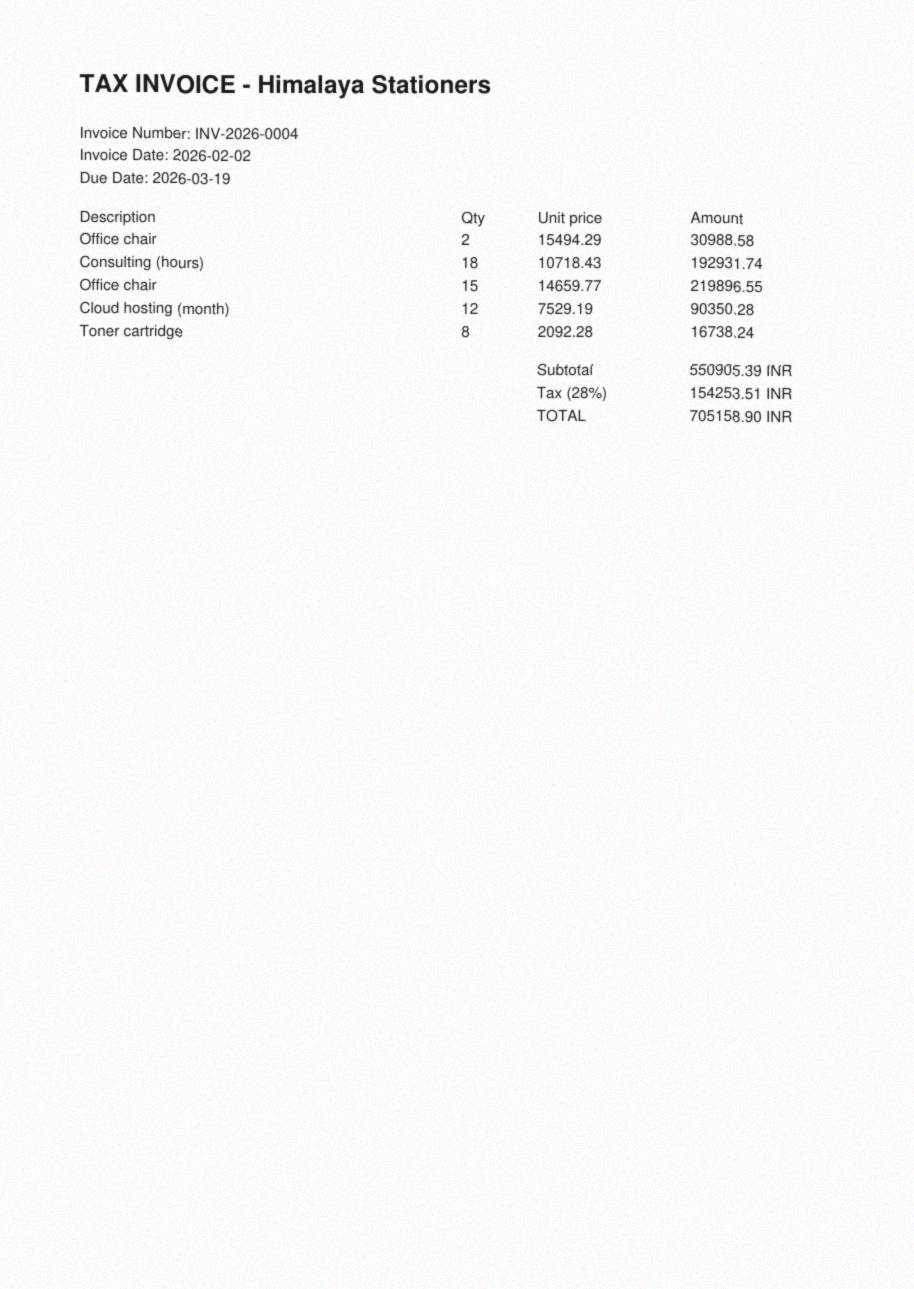 TAX INVOICE - Himalaya Stationers
Invoice Number: INV-2026-0004
Invoice Date: 2026-02-02
Due Date: 2026-03-19
Description Qty Unit price Amount
Office chair 2 15494.29 30988.58
Consulting (hours) 18 10718.43 192931.74
Office chair 15 14659.77 219896.55
Cloud hosting (month) 12 7529.19 90350.28
Toner cartridge 8 2092.28 16738.24
Subtotal 550905.39 INR
Tax (28%) 154253.51 INR
TOTAL 705158.90 INR